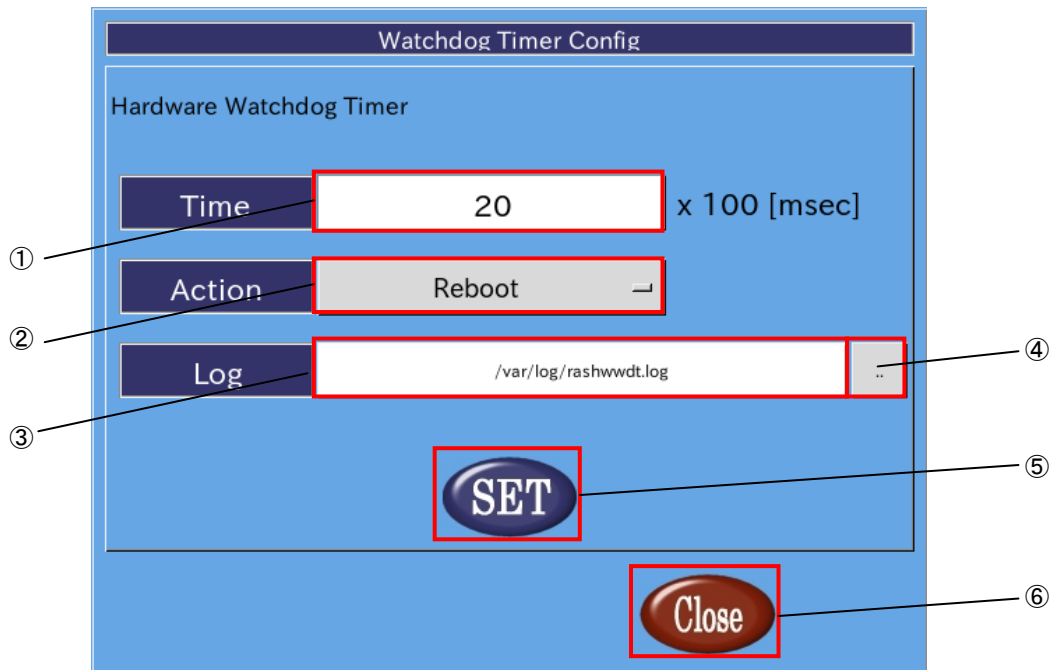 Watchdog Timer Config
Hardware Watchdog Timer
Time 20 x 100 [msec]
①
Action Reboot
②
Log /var/log/rashwwdt.log ..
④
③
SET
⑤
Close
⑥